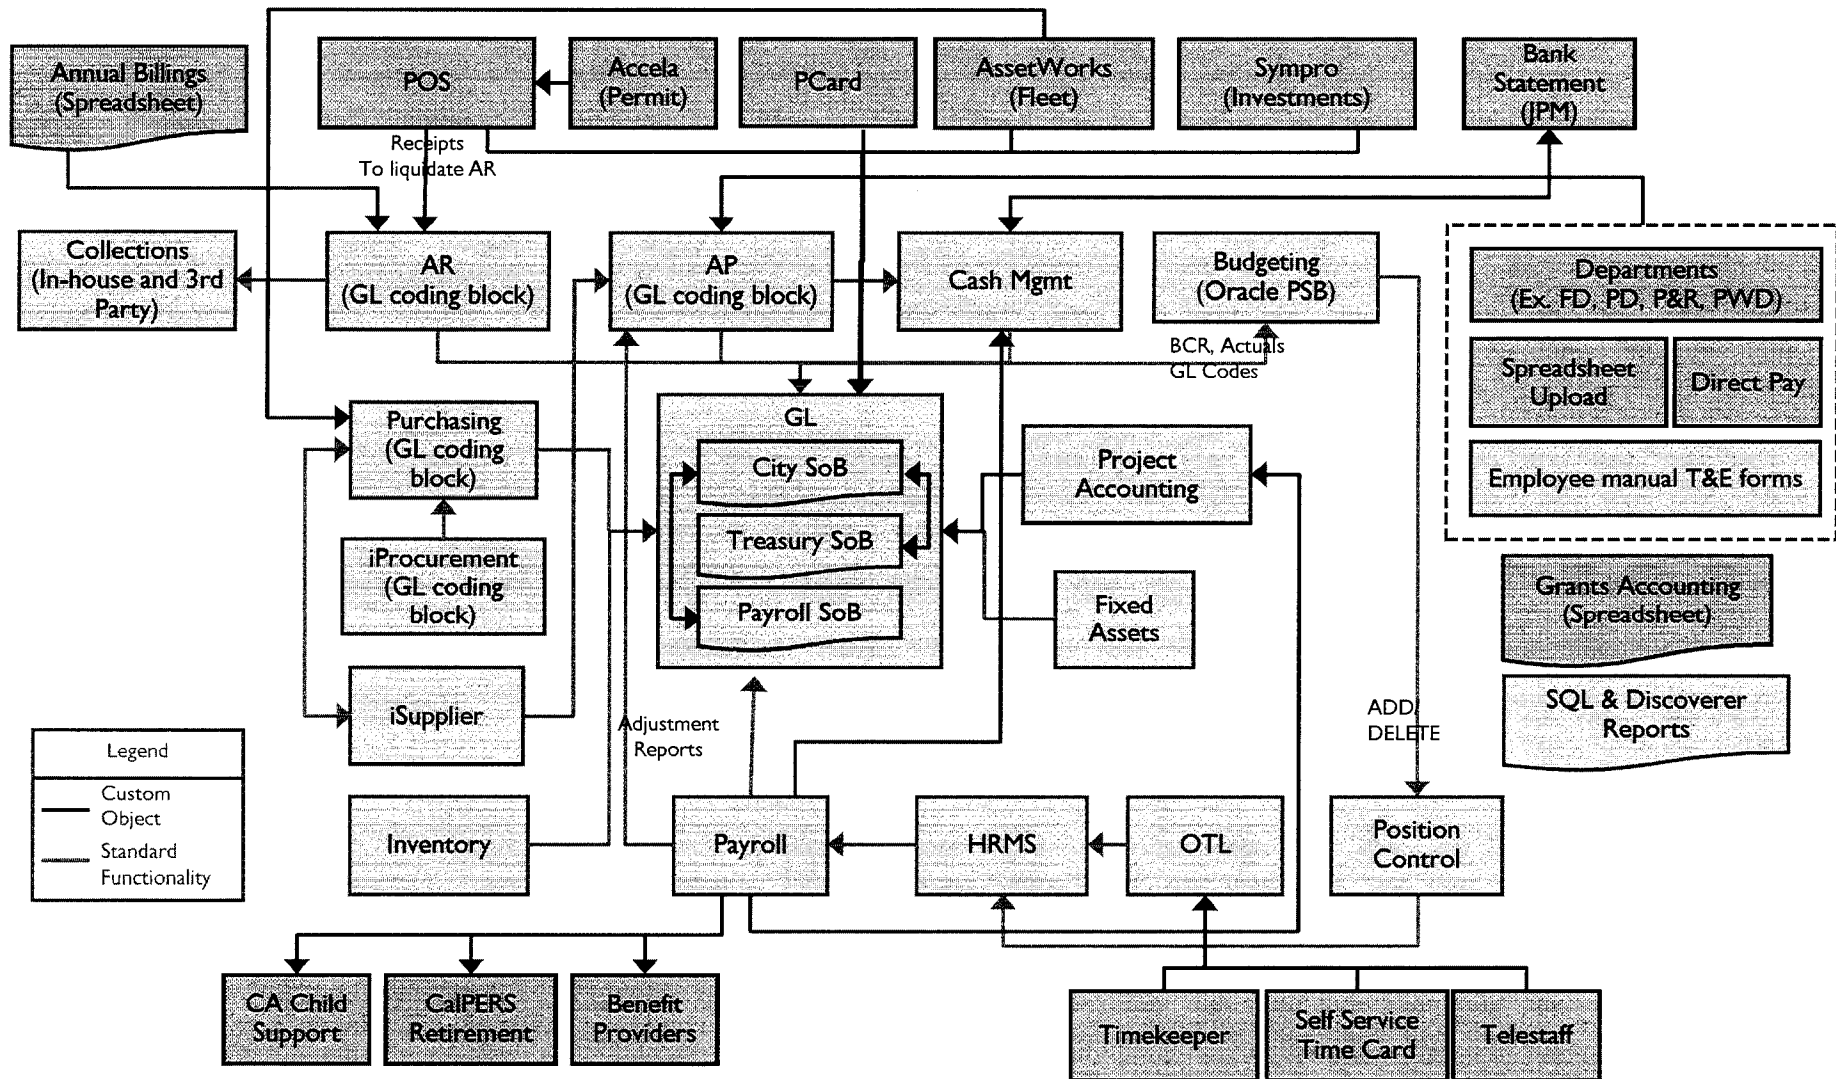 Annual Billings
(Spreadsheet)
POS
Accela
(Permit)
PCard
AssetWorks
(Fleet)
Sympro
(Investments)
Bank
Statement
(JPM)
Receipts
To liquidate AR
Collections
(In-house and 3rd
Party)
AR
(GL coding block)
AP
(GL coding block)
Cash Mgmt
Budgeting
(Oracle PSB)
Departments
(Ex. FD, PD, P&R, PWD)
Spreadsheet
Upload
Direct Pay
Employee manual T&E forms
BCR, Actuals
GL Codes
Purchasing
(GL coding
block)
GL
City SoB
Treasury SoB
Payroll SoB
Project
Accounting
iProcurement
(GL coding
block)
Fixed
Assets
Grants Accounting
(Spreadsheet)
SQL & Discoverer
Reports
iSupplier
Adjustment
Reports
ADD,
DELETE
Legend
Custom
Object
Standard
Functionality
Inventory
Payroll
HRMS
OTL
Position
Control
CA Child
Support
CalPERS
Retirement
Benefit
Providers
Timekeeper
Self Service
Time Card
Telestaff